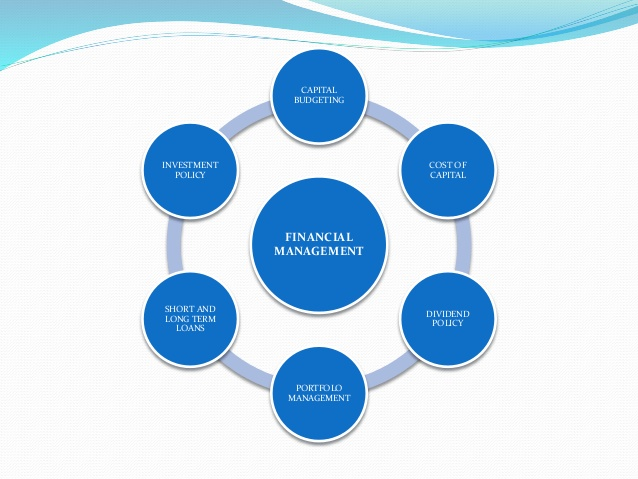 CAPITAL
BUDGETING
COST OF
CAPITAL
DIVIDEND
POLICY
PORTFOLO
MANAGEMENT
SHORT AND
LONG TERM
LOANS
INVESTMENT
POLICY
FINANCIAL
MANAGEMENT